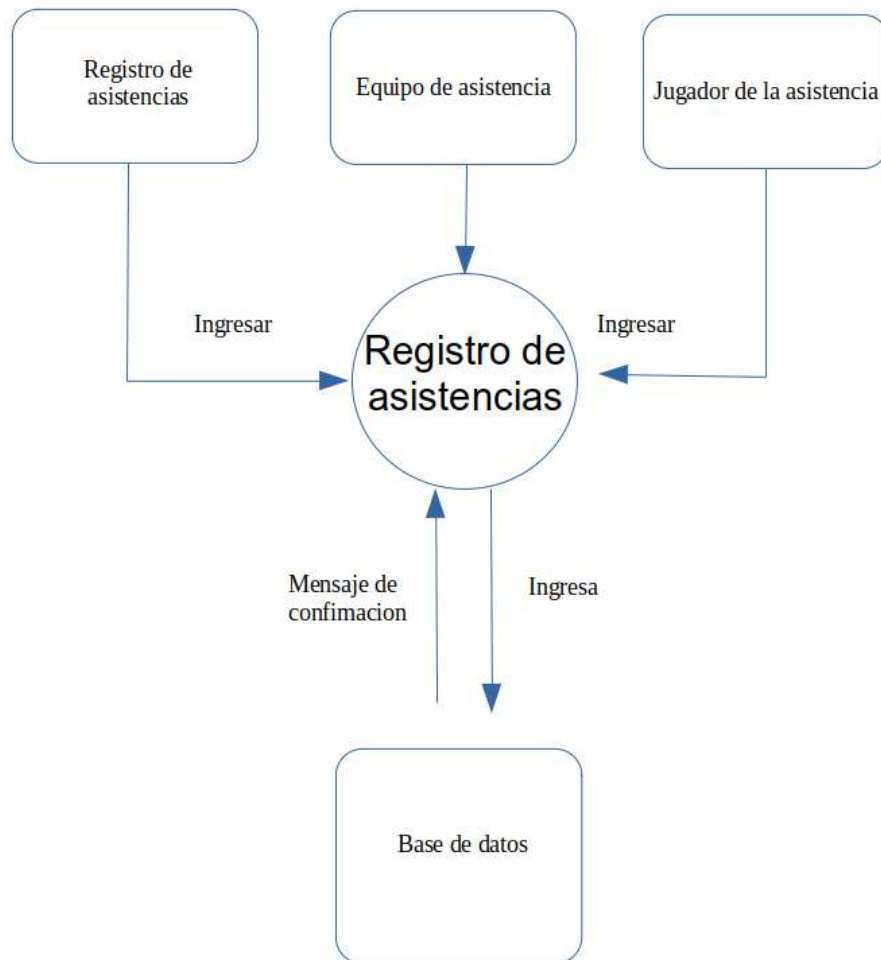 Registro de
asistencias
Equipo de asistencia
Jugador de la asistencia
Ingresar
Ingresar
Registro de
asistencias
Mensaje de
confimacion
Ingresa
Base de datos